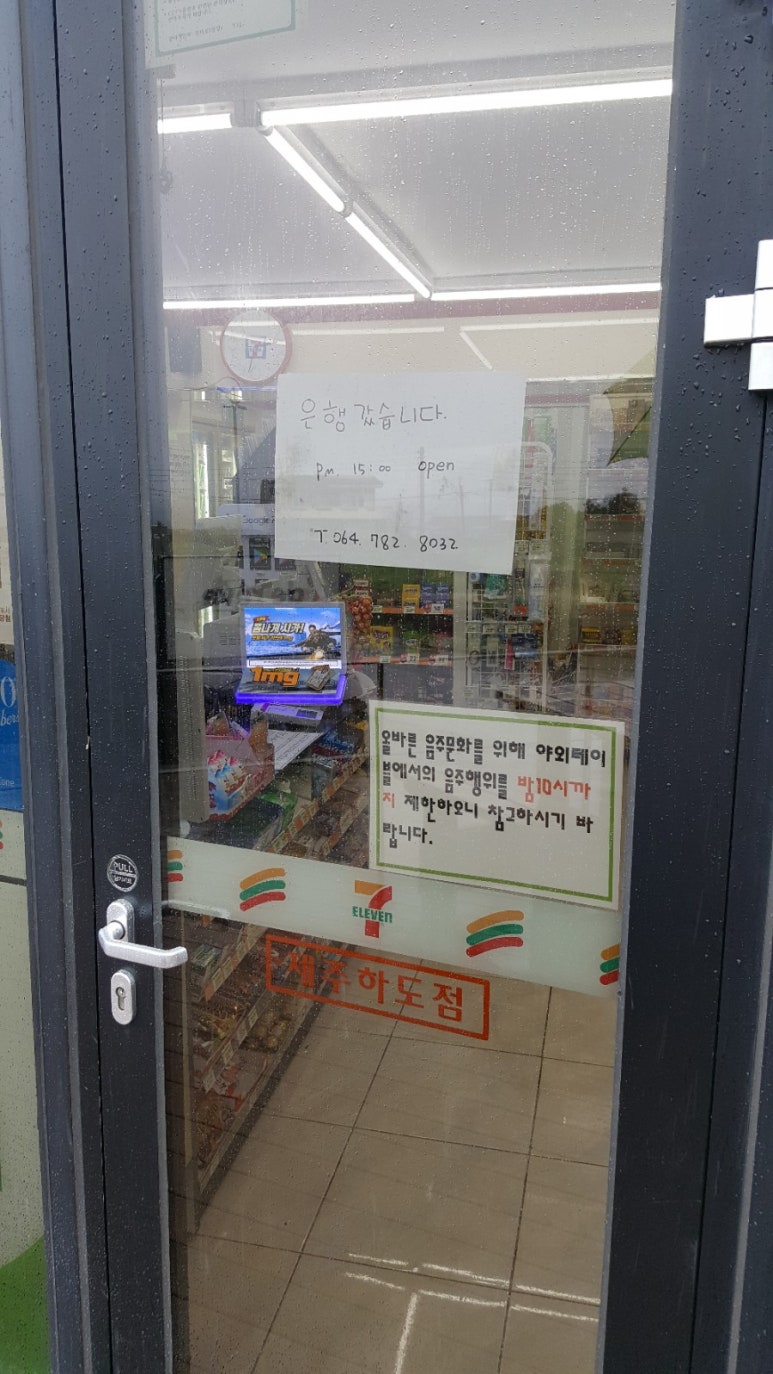 은행 갔습니다.
pm. 15:00 open
T. 064. 782. 8032
Google
1mg
올바른 음주문화를 위해 야외테이
블에서의 음주행위를 밤10시까
지 제한하오니 참고하시기 바
랍니다.
PULL
7
ELEVEN
제주하도점